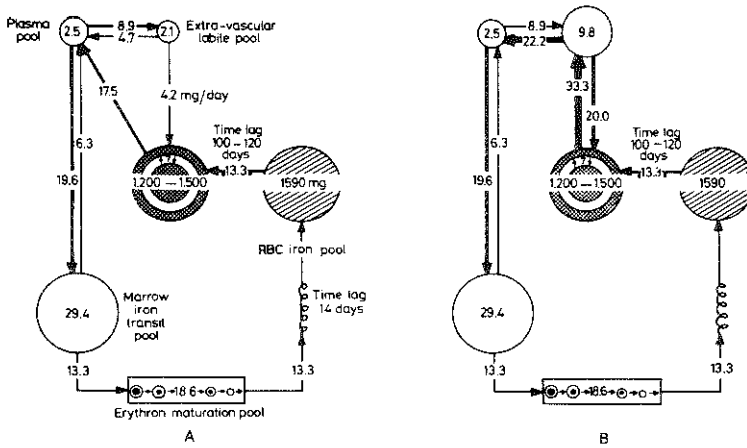 Plasma
pool
2.5
8.9
4.7
2.1
Extra-vascular
labite pool
17.5
4.2 mg/day
6.3
19.6
Time lag
100-120
days
13.3
1.200 — 1.500
1590 mg
RBC iron pool
29.4
Marrow
iron
transit
pool
Time lag
14 days
13.3
13.3
18.6
Erythron maturation pool
A
2.5
8.9
22.2
9.8
33.3
20.0
6.3
19.6
Time lag
100-120
days
13.3
1.200 — 1.500
1590
29.4
13.3
13.3
18.6
B